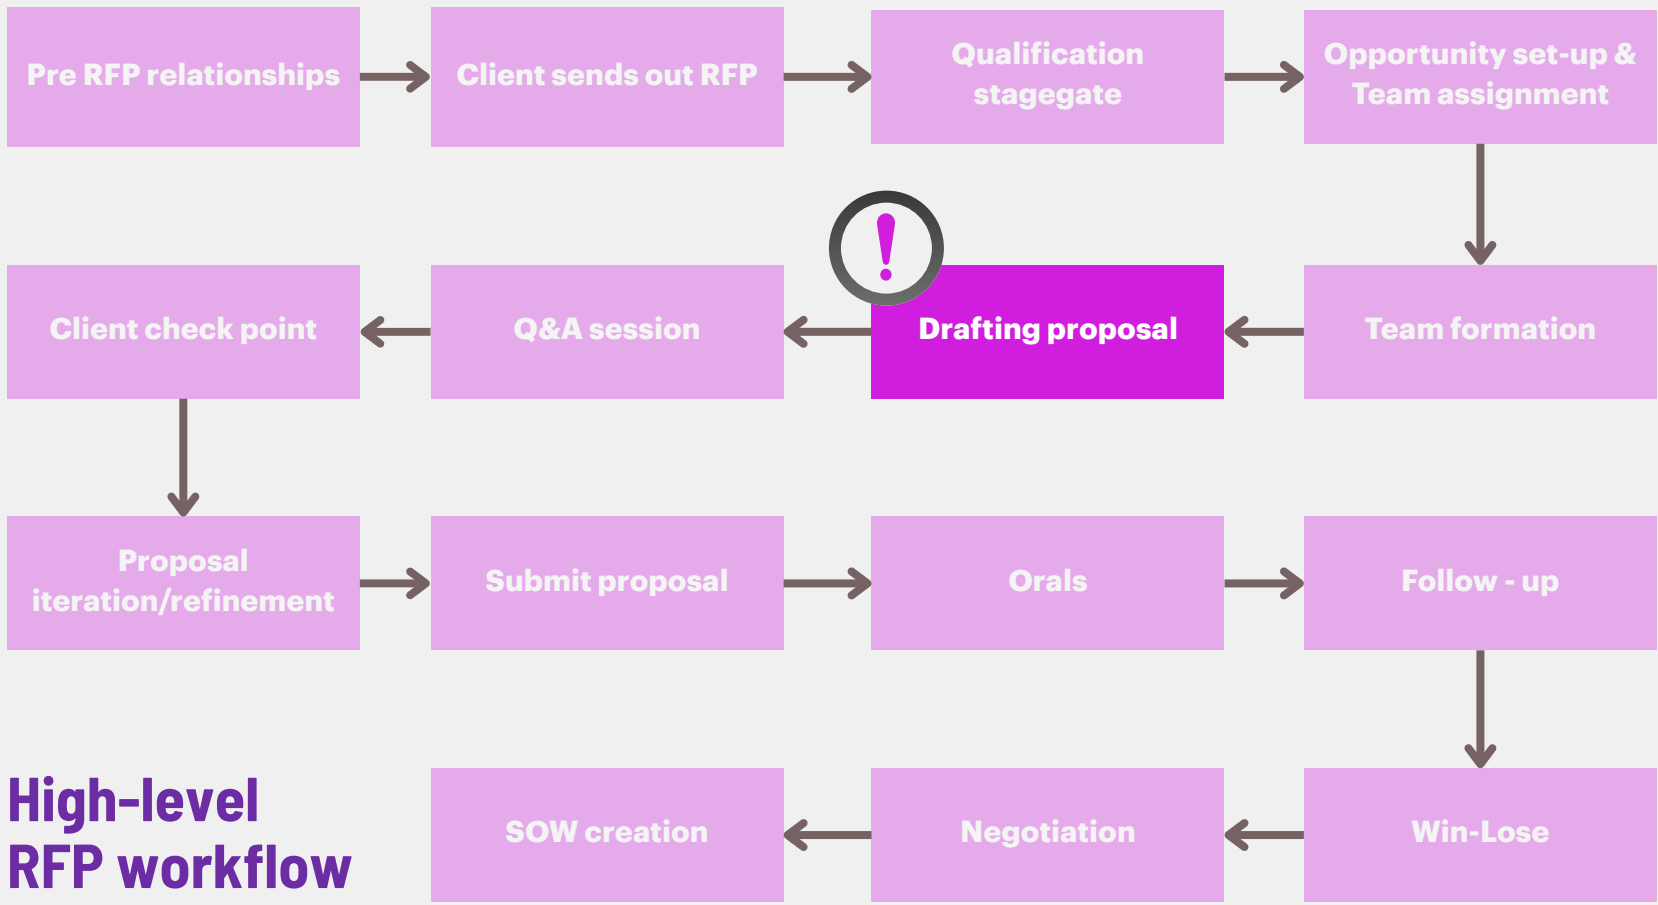 Pre RFP relationships
Client sends out RFP
Qualification
stagegate
Opportunity set-up &
Team assignment
!
Client check point
Q&A session
Drafting proposal
Team formation
Proposal
iteration/refinement
Submit proposal
Orals
Follow - up
High-level
RFP workflow
SOW creation
Negotiation
Win-Lose